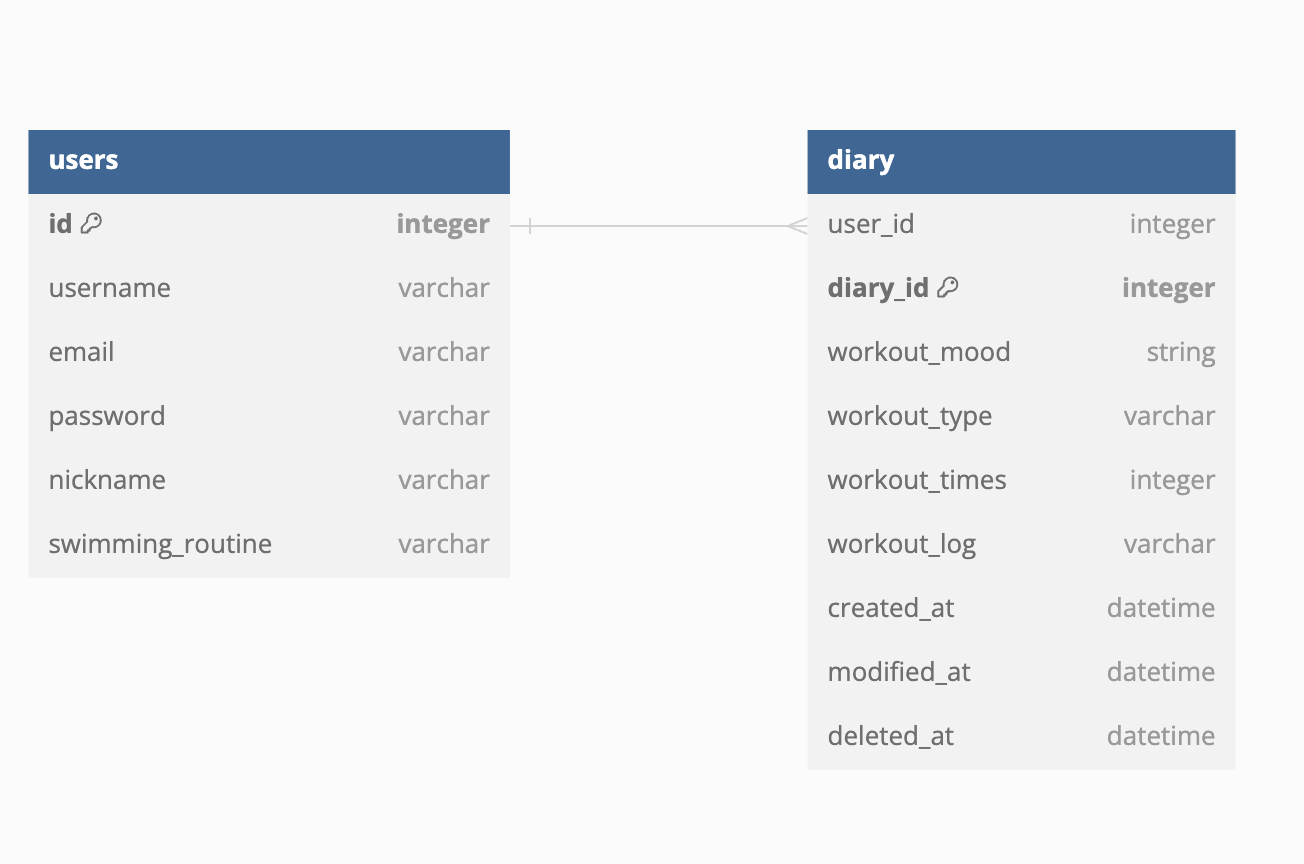 users
id integer
username varchar
email varchar
password varchar
nickname varchar
swimming_routine varchar
diary
user_id integer
diary_id integer
workout_mood string
workout_type varchar
workout_times integer
workout_log varchar
created_at datetime
modified_at datetime
deleted_at datetime